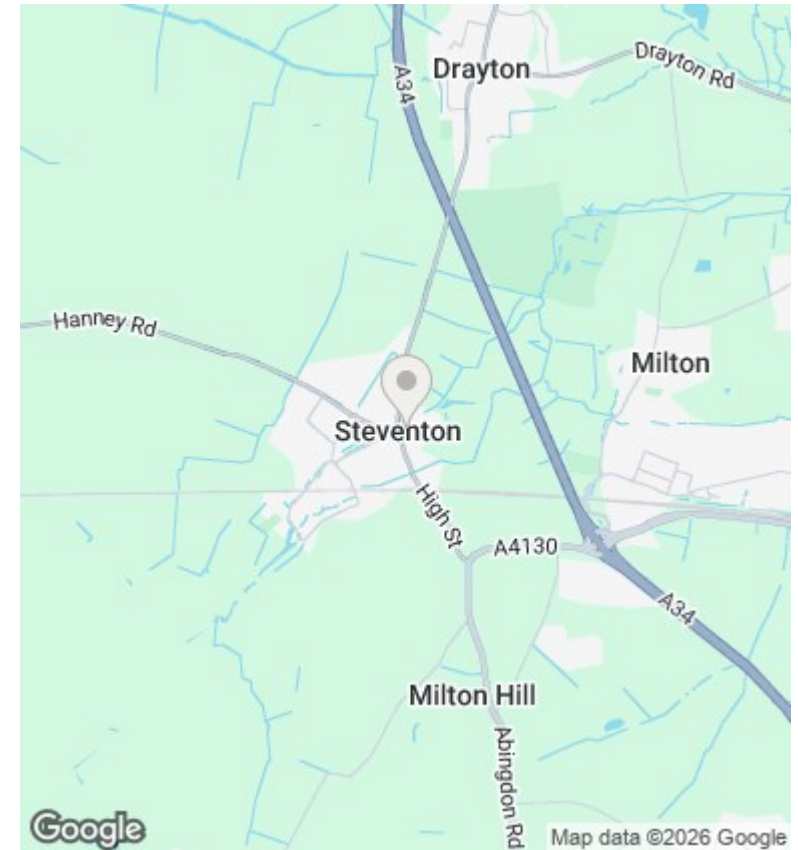 Drayton
Drayton Rd
A34
Hanney Rd
Milton
Steventon
High St
A4130
A34
Milton Hill
Abingdon Rd
Google
Map data ©2026 Google